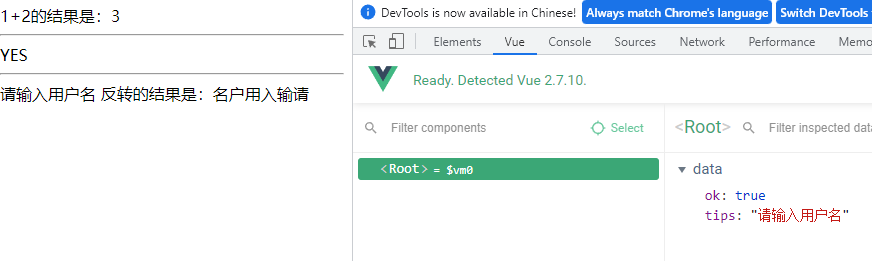 1+2的结果是：3
YES
请输入用户名 反转的结果是：名户用入输请
DevTools is now available in Chinese! Always match Chrome's language Switch DevTools
Elements Vue Console Sources Network Performance Memo
Ready. Detected Vue 2.7.10.
Filter components Select <Root> Filter inspected data
<Root> = $vm0
data
ok: true
tips: "请输入用户名"